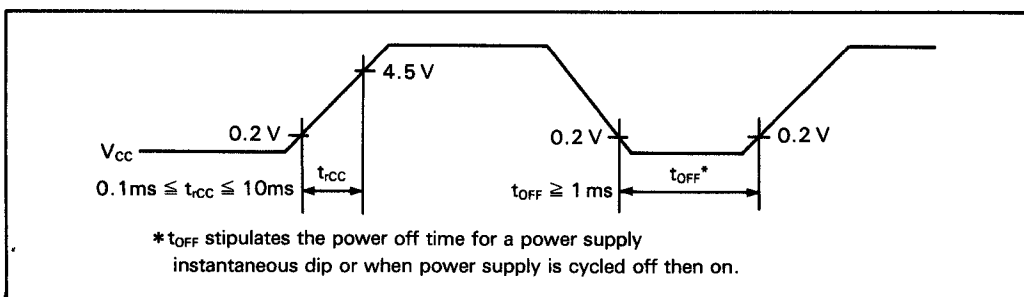 4.5 V
0.2 V
0.2 V
0.2 V
VCC
trCC
tOFF*
0.1ms ≦ trCC ≦ 10ms
tOFF ≧ 1 ms
*tOFF stipulates the power off time for a power supply
instantaneous dip or when power supply is cycled off then on.